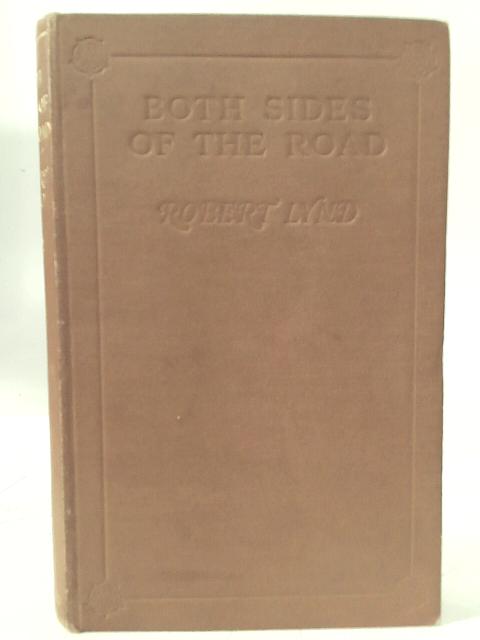 BOTH SIDES
OF THE ROAD
ROBERT LYND